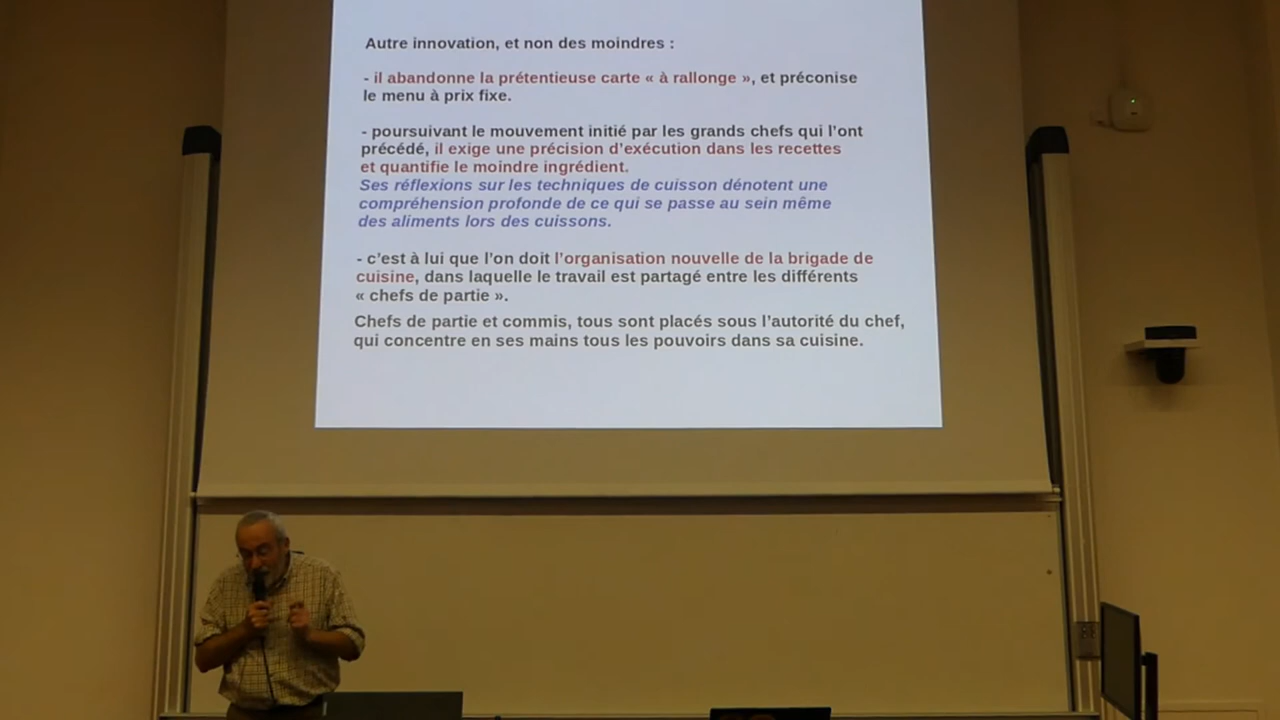 Autre innovation, et non des moindres :
- il abandonne la prétentieuse carte « à rallonge », et préconise
le menu à prix fixe.
- poursuivant le mouvement initié par les grands chefs qui l'ont
précédé, il exige une précision d'exécution dans les recettes
et quantifie le moindre ingrédient.
Ses réflexions sur les techniques de cuisson dénotent une
compréhension profonde de ce qui se passe au sein même
des aliments lors des cuissons.
- c'est à lui que l'on doit l'organisation nouvelle de la brigade de
cuisine, dans laquelle le travail est partagé entre les différents
« chefs de partie ».
Chefs de partie et commis, tous sont placés sous l'autorité du chef,
qui concentre en ses mains tous les pouvoirs dans sa cuisine.